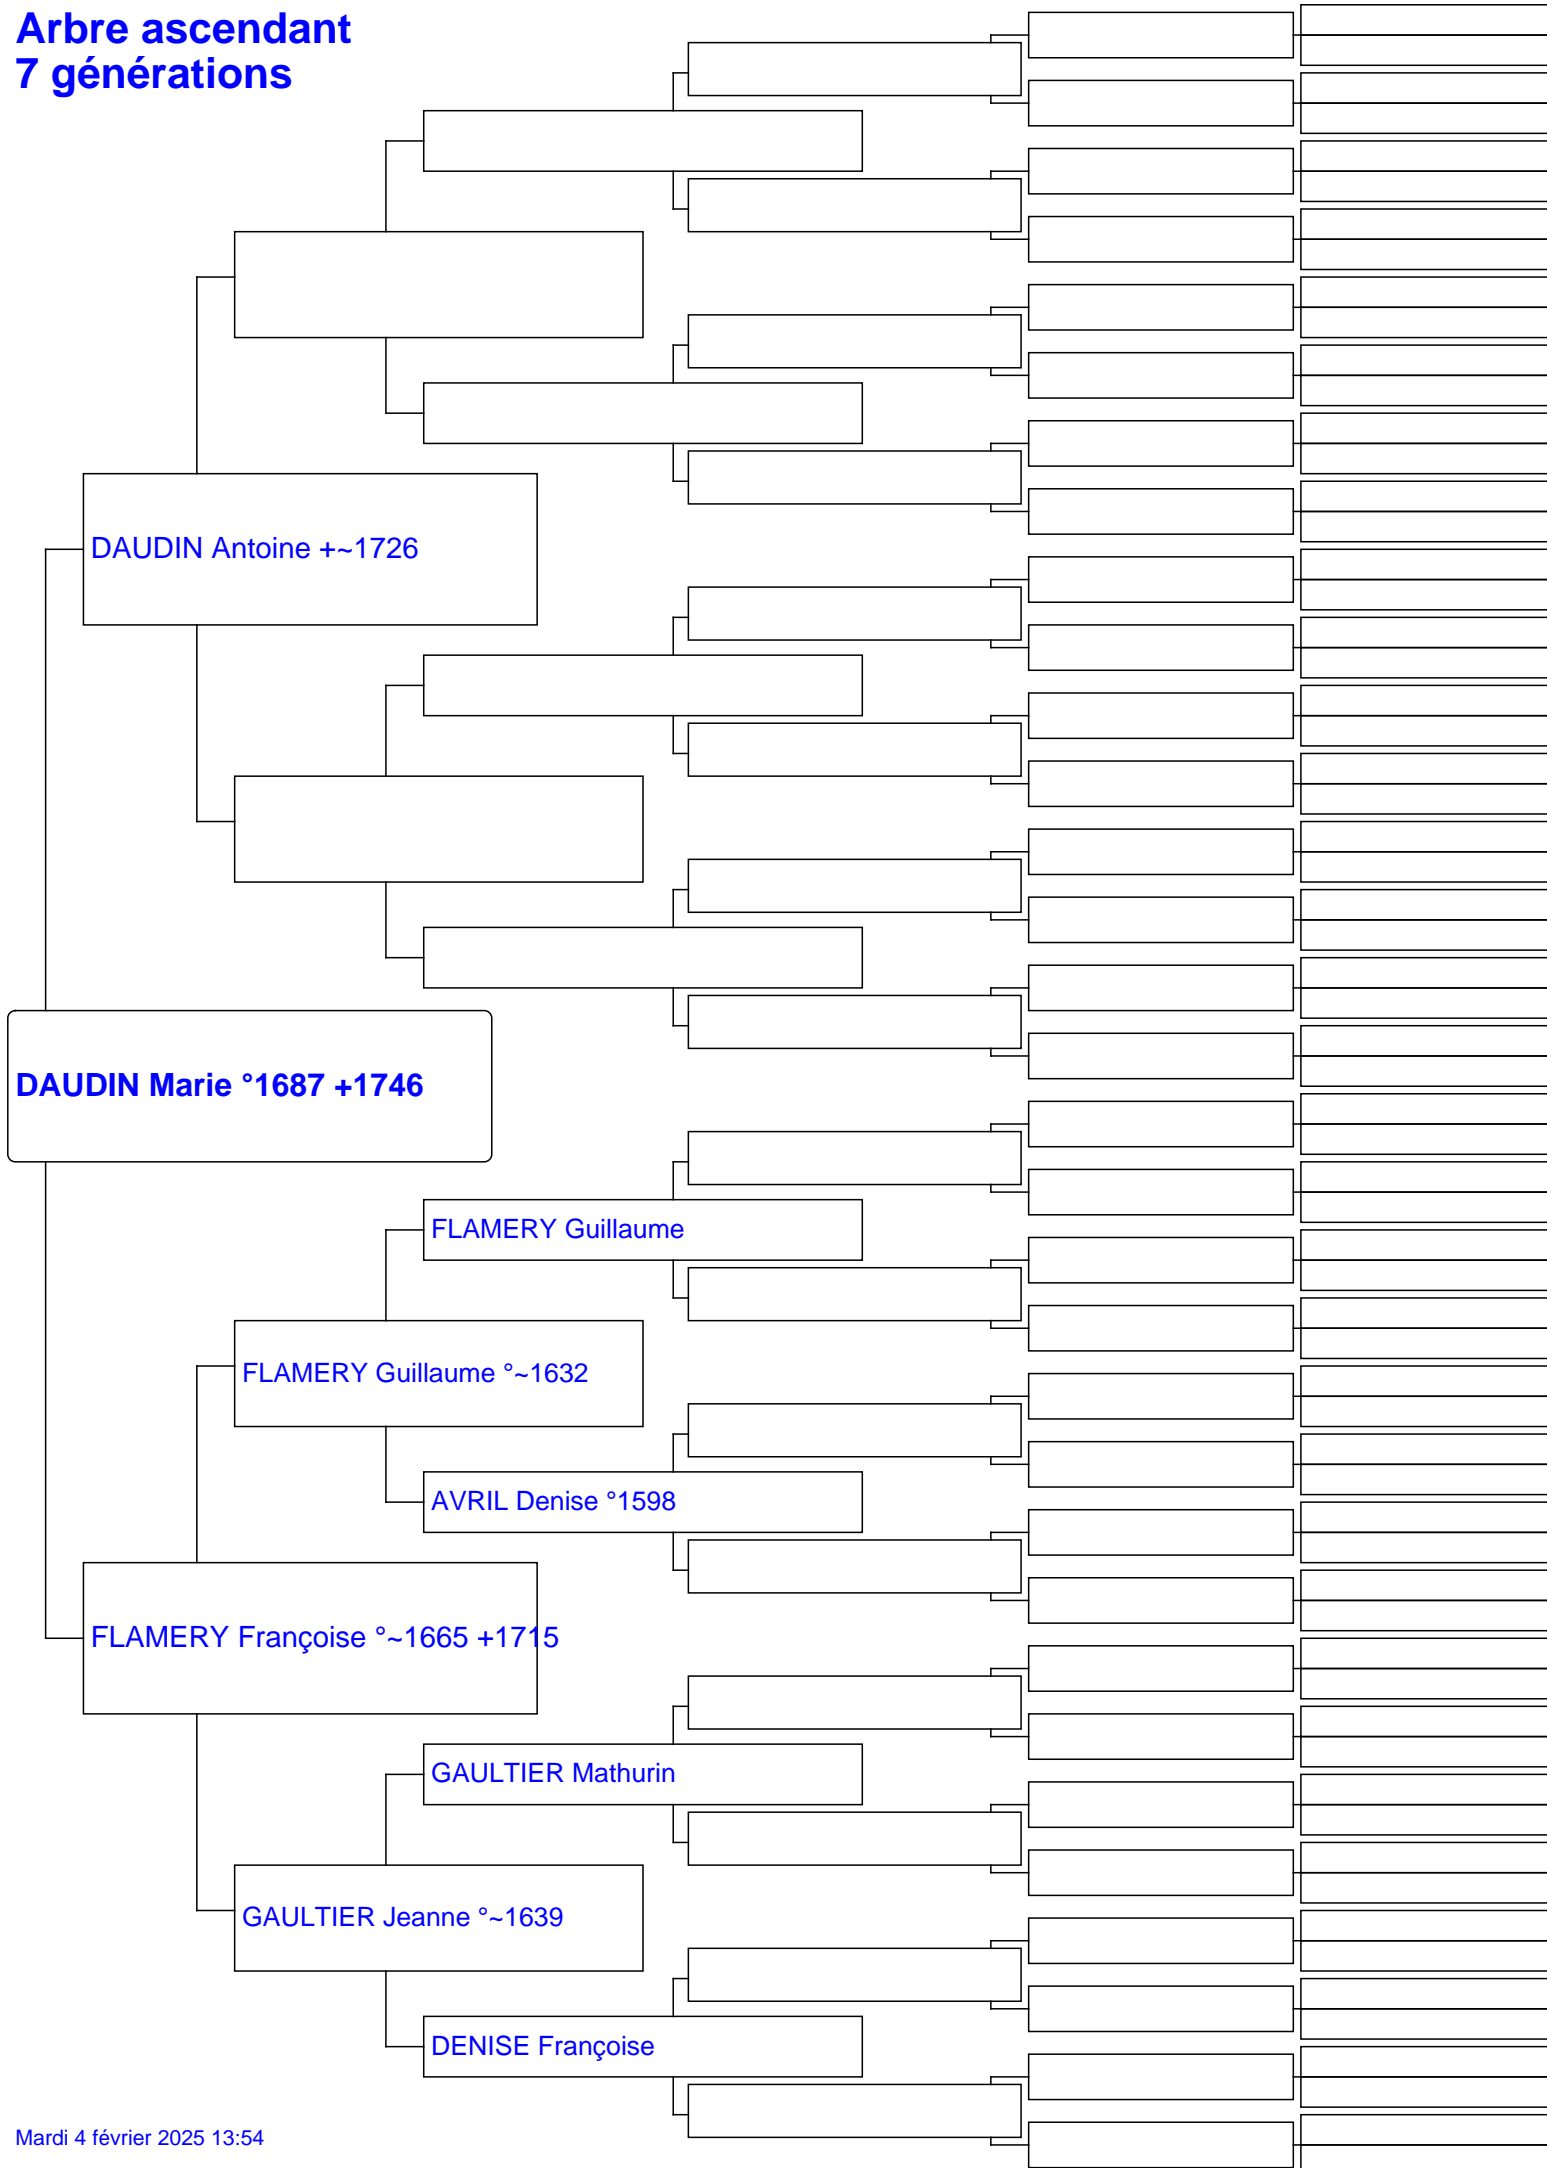 Arbre ascendant
7 générations
DAUDIN Antoine +~1726
DAUDIN Marie °1687 +1746
FLAMERY Guillaume
FLAMERY Guillaume °~1632
AVRIL Denise °1598
FLAMERY Françoise °~1665 +1715
GAULTIER Mathurin
GAULTIER Jeanne °~1639
DENISE Françoise
Mardi 4 février 2025 13:54